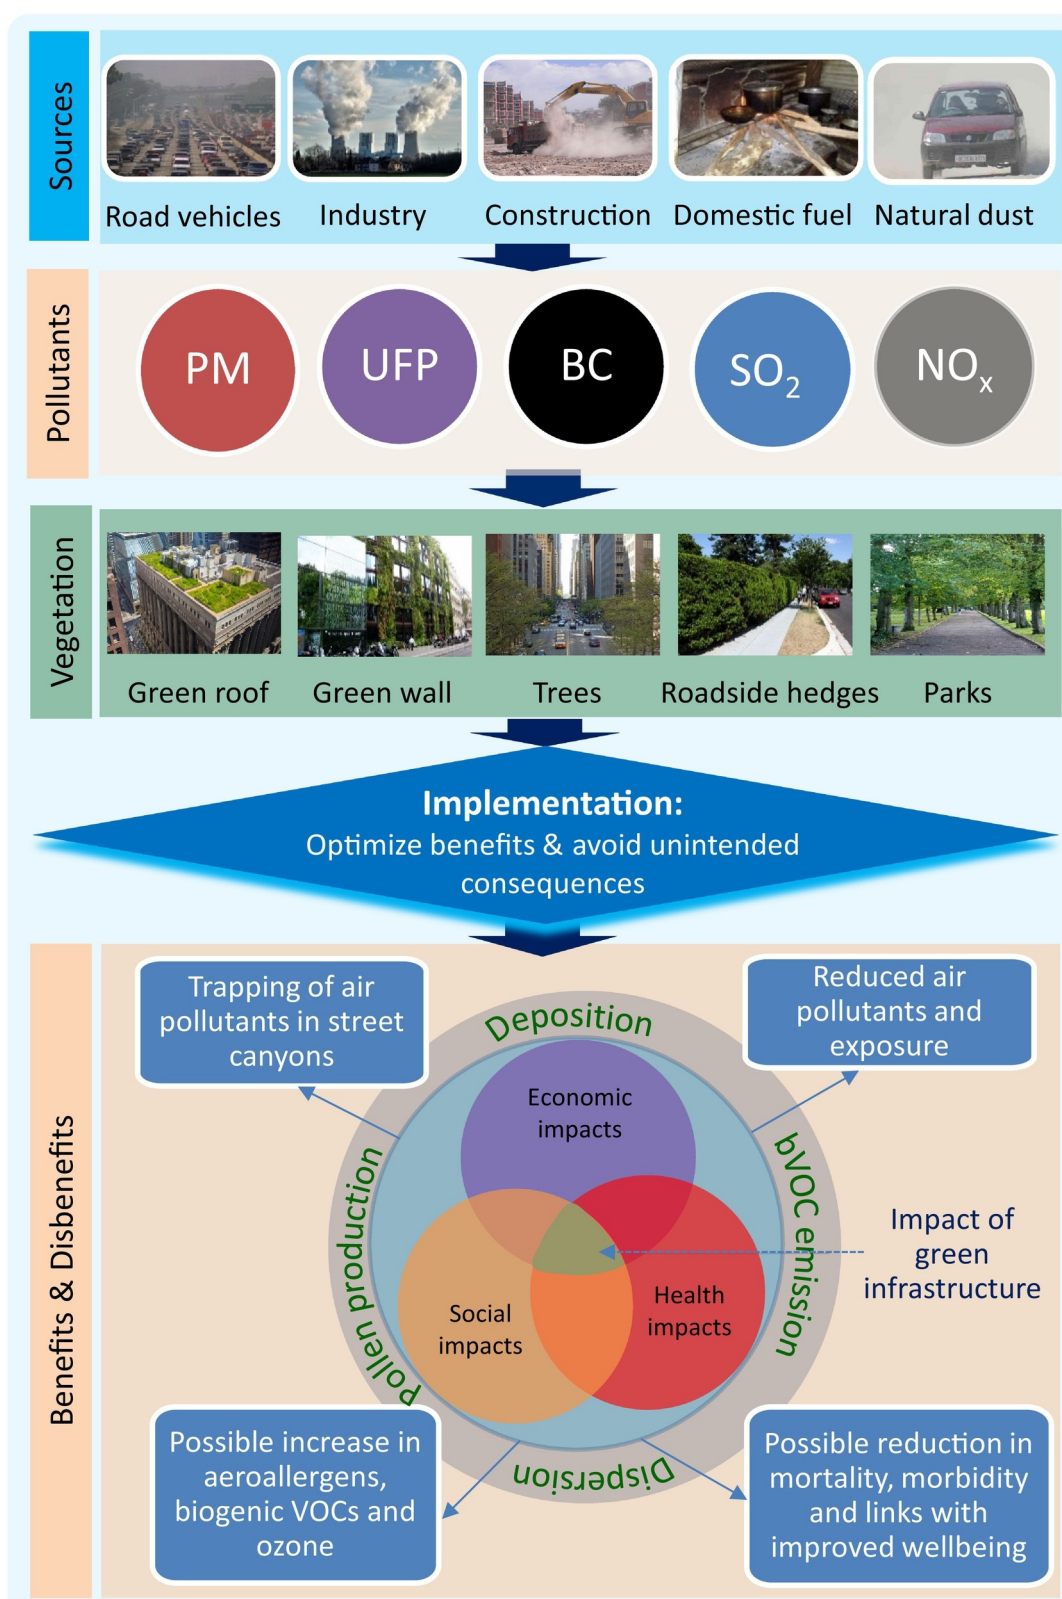 Sources
Road vehicles
Industry
Construction
Domestic fuel
Natural dust
Pollutants
PM
UFP
BC
SO₂
NOₓ
Vegetation
Green roof
Green wall
Trees
Roadside hedges
Parks
Implementation:
Optimize benefits & avoid unintended
consequences
Benefits & Disbenefits
Trapping of air
pollutants in street
canyons
Reduced air
pollutants and
exposure
Deposition
Economic
impacts
Pollen production
bVOC emission
Impact of
green
infrastructure
Social
impacts
Health
impacts
Dispersion
Possible increase in
aeroallergens,
biogenic VOCs and
ozone
Possible reduction in
mortality, morbidity
and links with
improved wellbeing